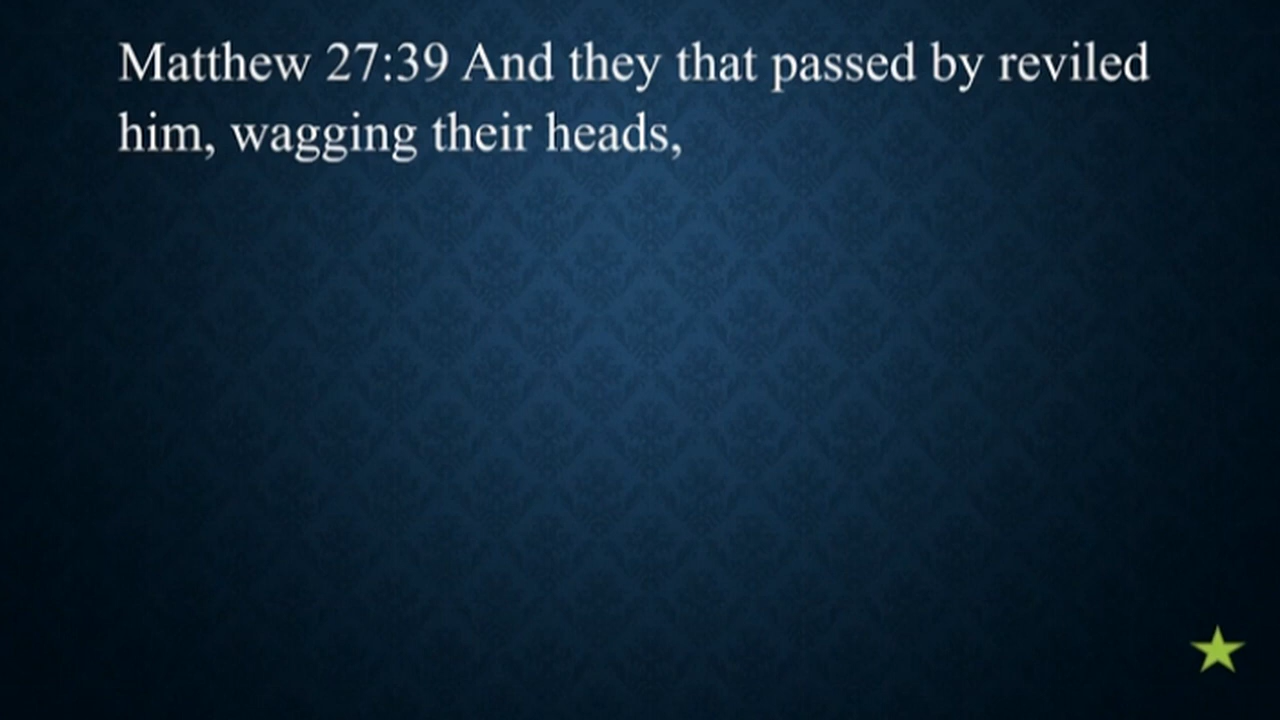 Matthew 27:39 And they that passed by reviled
him, wagging their heads,